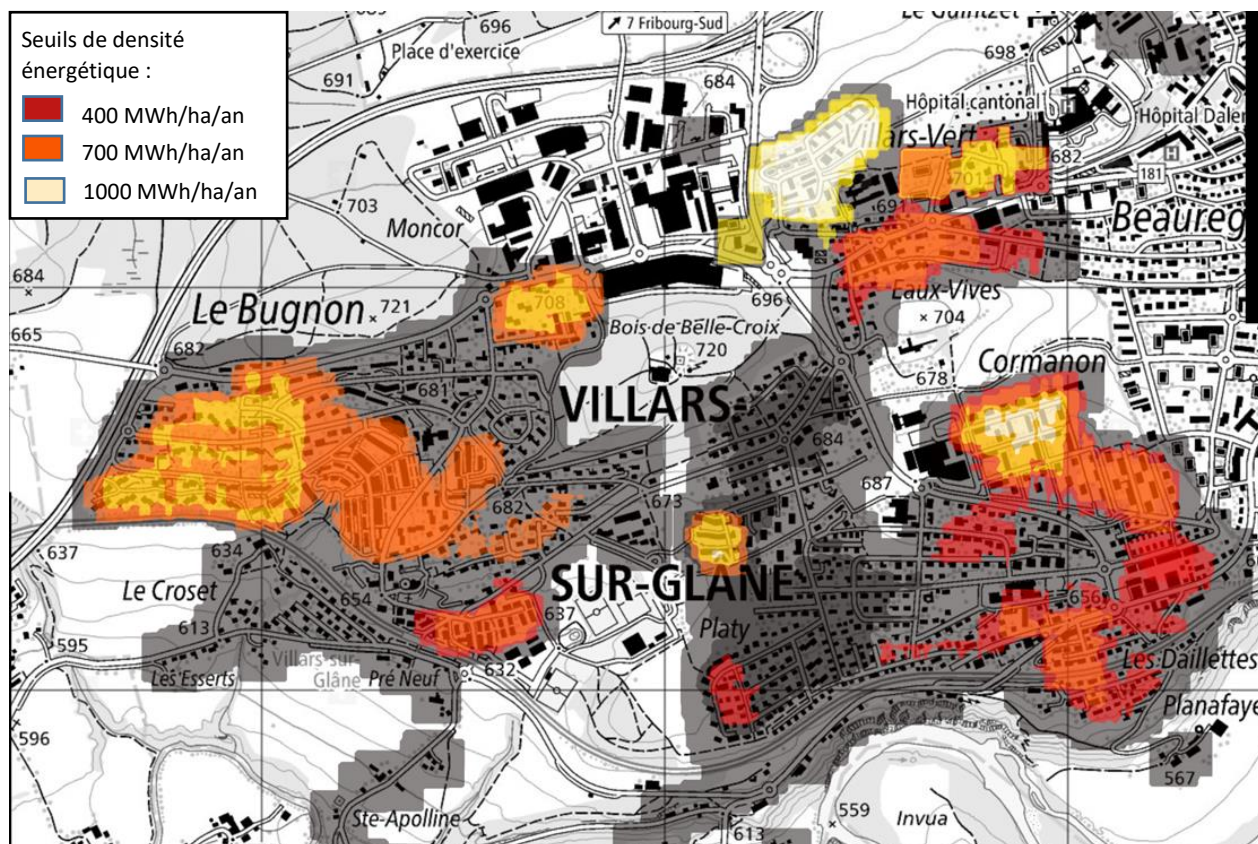 Seuils de densité
énergétique :
400 MWh/ha/an
700 MWh/ha/an
1000 MWh/ha/an
696
Place d'exercice
691
7 Fribourg-Sud
Le Guintzet
698
684
Hôpital cantonal
H
Villars-Vert
Hôpital
H
701
682
181
703
Moncor
Beaureg
684
721
Le Bugnon
708
696
Eaux-Vives
704
665
Bois de Belle-Croix
720
682
681
678
Cormanon
VILLARS-
684
687
673
682
637
634
SUR-GLÂNE
Le Croset
654
637
656
613
Platy
595
Villars-sur-
Glâne
Les Esserts
Pré Neuf
632
Les Daillettes
Planafaye
596
567
559
Ste-Apolline
Invua
613